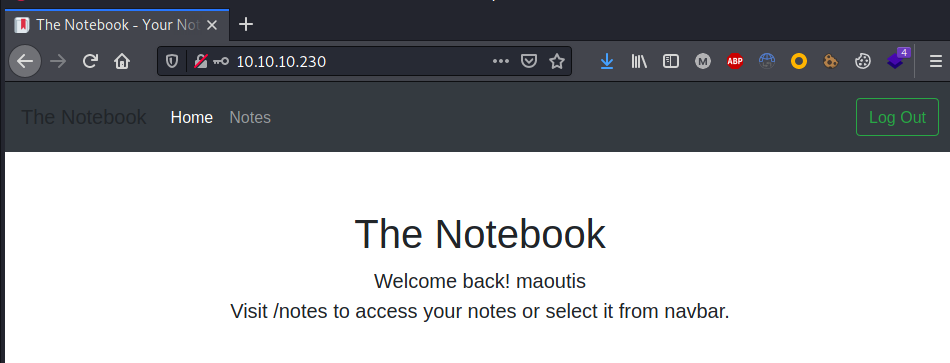 The Notebook - Your Not
10.10.10.230
ABP
4
The Notebook Home Notes Log Out
The Notebook
Welcome back! maoutis
Visit /notes to access your notes or select it from navbar.